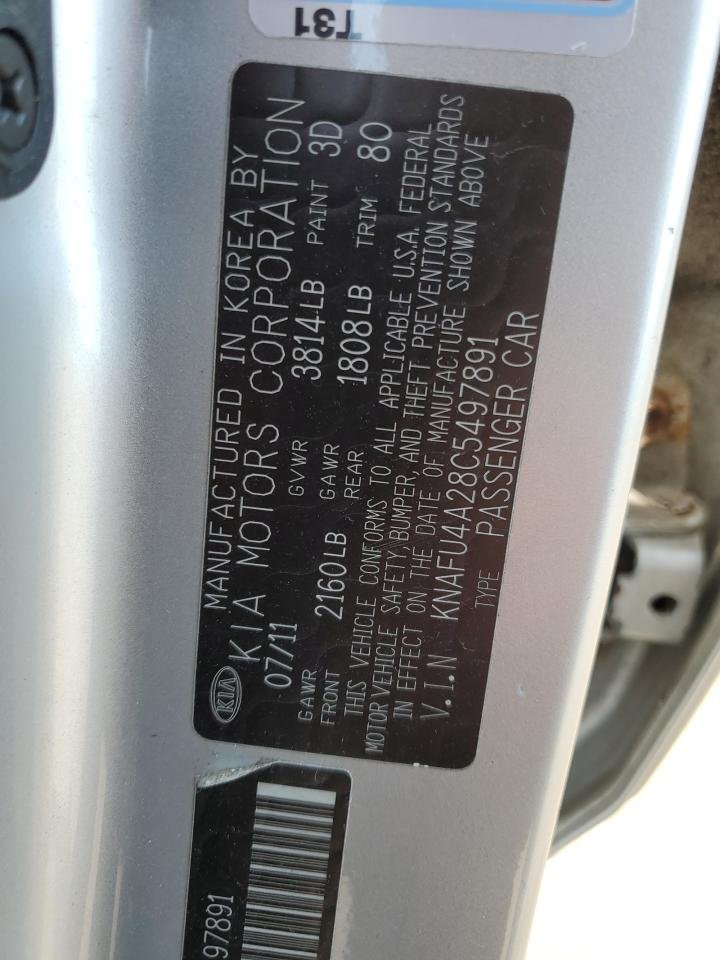 T31
MANUFACTURED IN KOREA BY
KIA KIA MOTORS CORPORATION
07/11 GVWR 3814LB PAINT 3D
GAWR FRONT 2160LB GAWR REAR 1808LB TRIM 80
THIS VEHICLE CONFORMS TO ALL APPLICABLE U.S.A. FEDERAL
MOTOR VEHICLE SAFETY, BUMPER, AND THEFT PREVENTION STANDARDS
IN EFFECT ON THE DATE OF MANUFACTURE SHOWN ABOVE
V.I.N KNAFU4A28C5497891
TYPE PASSENGER CAR
97891